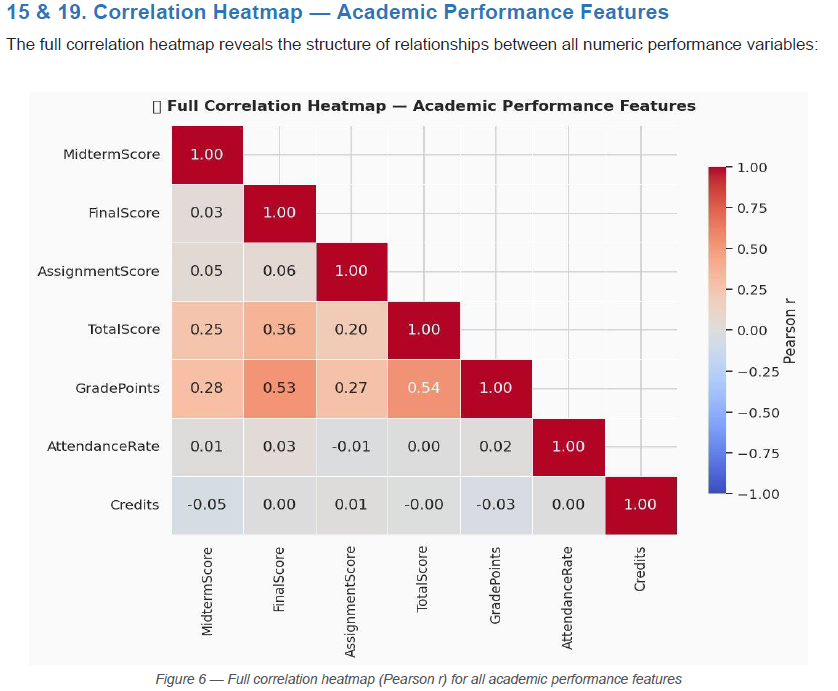 15 & 19. Correlation Heatmap — Academic Performance Features
The full correlation heatmap reveals the structure of relationships between all numeric performance variables:
Full Correlation Heatmap — Academic Performance Features
MidtermScore 1.00
FinalScore 0.03 1.00
AssignmentScore 0.05 0.06 1.00
TotalScore 0.25 0.36 0.20 1.00
GradePoints 0.28 0.53 0.27 0.54 1.00
AttendanceRate 0.01 0.03 -0.01 0.00 0.02 1.00
Credits -0.05 0.00 0.01 -0.00 -0.03 0.00 1.00
MidtermScore
FinalScore
AssignmentScore
TotalScore
GradePoints
AttendanceRate
Credits
1.00
0.75
0.50
0.25
0.00
−0.25
−0.50
−0.75
−1.00
Pearson r
Figure 6 — Full correlation heatmap (Pearson r) for all academic performance features